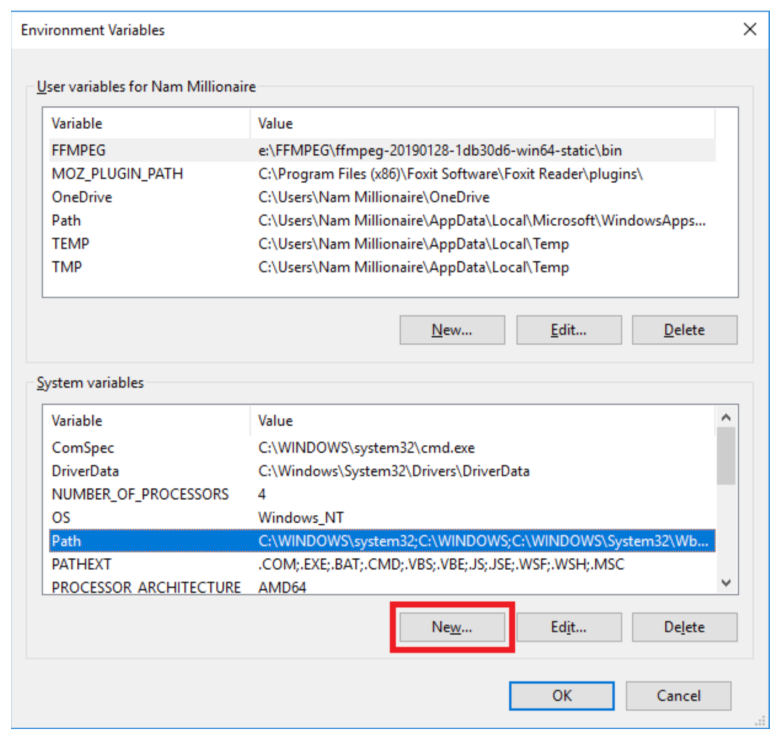 Environment Variables
User variables for Nam Millionaire
Variable Value
FFMPEG e:\FFMPEG\ffmpeg-20190128-1db30d6-win64-static\bin
MOZ_PLUGIN_PATH C:\Program Files (x86)\Foxit Software\Foxit Reader\plugins\
OneDrive C:\Users\Nam Millionaire\OneDrive
Path C:\Users\Nam Millionaire\AppData\Local\Microsoft\WindowsApps...
TEMP C:\Users\Nam Millionaire\AppData\Local\Temp
TMP C:\Users\Nam Millionaire\AppData\Local\Temp
New... Edit... Delete
System variables
Variable Value
ComSpec C:\WINDOWS\system32\cmd.exe
DriverData C:\Windows\System32\Drivers\DriverData
NUMBER_OF_PROCESSORS 4
OS Windows_NT
Path C:\WINDOWS\system32;C:\WINDOWS;C:\WINDOWS\System32\Wb...
PATHEXT .COM;.EXE;.BAT;.CMD;.VBS;.VBE;.JS;.JSE;.WSF;.WSH;.MSC
PROCESSOR_ARCHITECTURE AMD64
New... Edit... Delete
OK Cancel